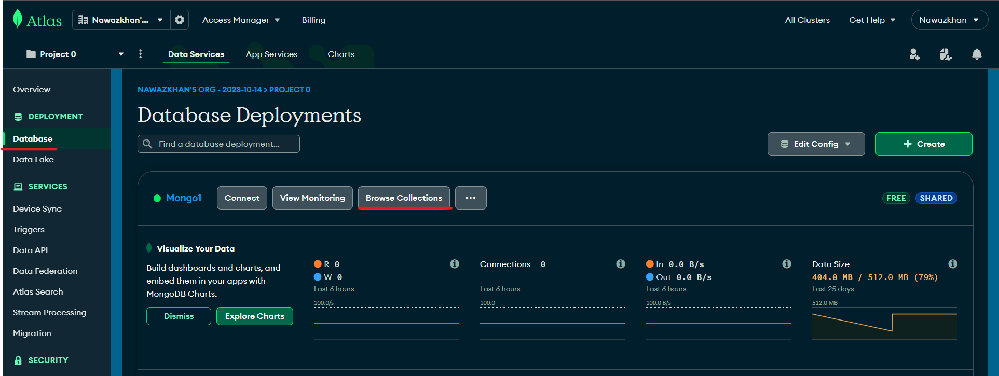 Atlas
Nawazkhan'...
Access Manager
Billing
All Clusters
Get Help
Nawazkhan
Project 0
Data Services
App Services
Charts
Overview
DEPLOYMENT
Database
Data Lake
SERVICES
Device Sync
Triggers
Data API
Data Federation
Atlas Search
Stream Processing
Migration
SECURITY
NAWAZKHAN'S ORG - 2023-10-14 > PROJECT 0
Database Deployments
Find a database deployment...
Edit Config
+ Create
Mongo1
Connect
View Monitoring
Browse Collections
...
FREE
SHARED
Visualize Your Data
Build dashboards and charts, and
embed them in your apps with
MongoDB Charts.
Dismiss
Explore Charts
R 0
W 0
Last 6 hours
100.0/s
Connections 0
Last 6 hours
100.0
In 0.0 B/s
Out 0.0 B/s
Last 6 hours
100.0 B/s
Data Size
404.0 MB / 512.0 MB (79%)
Last 25 days
512.0 MB